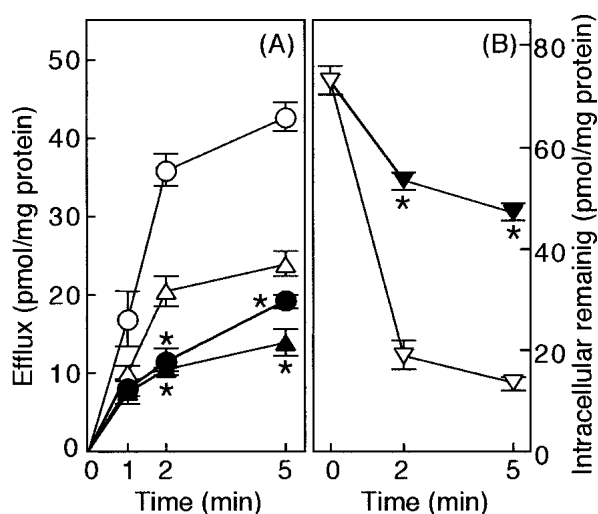 (A)
Efflux (pmol/mg protein)
50
40
30
20
10
0
* * * *
0 1 2 5
Time (min)
(B)
Intracellular remainig (pmol/mg protein)
80
60
40
20
0
* *
0 2 5
Time (min)